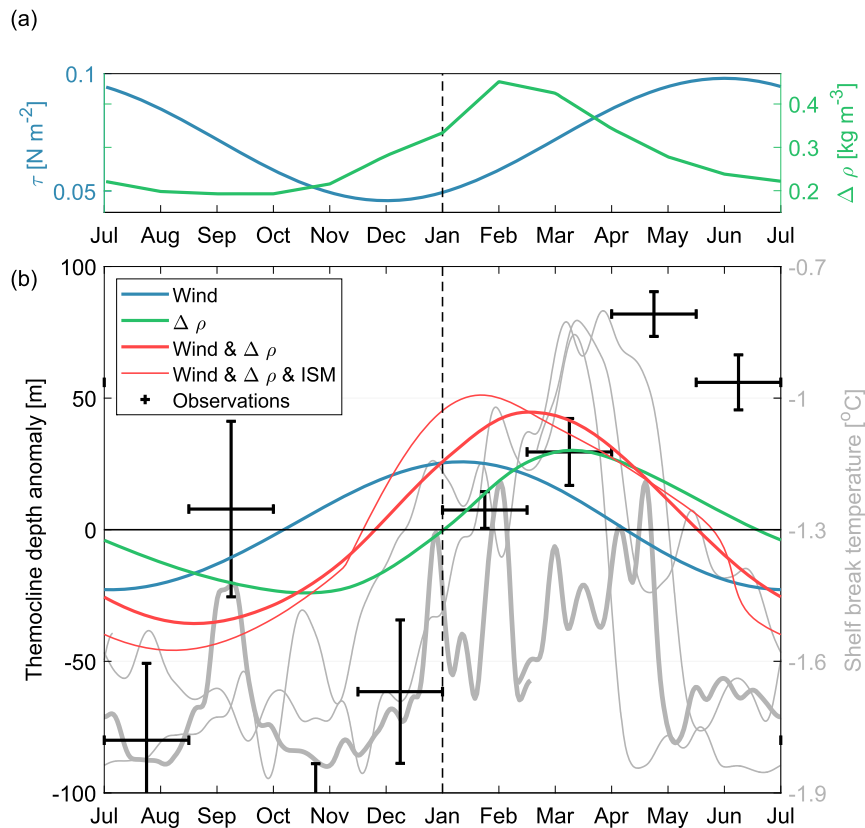 (a)
0.1
0.05
τ [N m-2]
0.4
0.3
0.2
Δ ρ [kg m-3]
Jul Aug Sep Oct Nov Dec Jan Feb Mar Apr May Jun Jul
(b)
100
50
0
-50
-100
Themocline depth anomaly [m]
Wind
Δ ρ
Wind & Δ ρ
Wind & Δ ρ & ISM
Observations
-0.7
-1
-1.3
-1.6
-1.9
Shelf break temperature [oC]
Jul Aug Sep Oct Nov Dec Jan Feb Mar Apr May Jun Jul